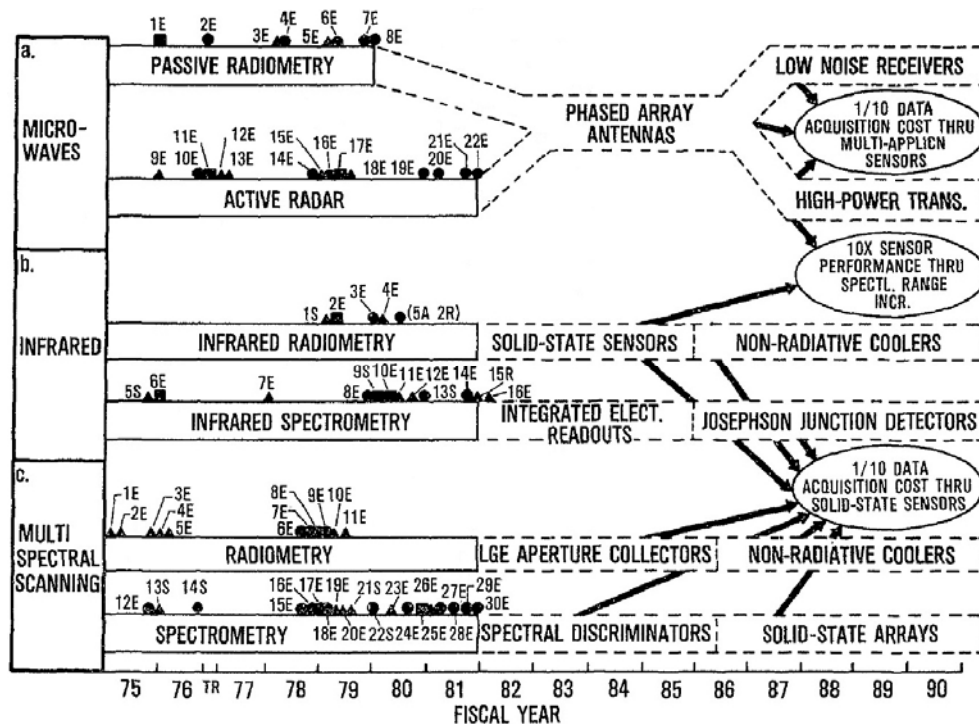 1E 2E 3E 4E 5E 6E 7E 8E
a.
PASSIVE RADIOMETRY
LOW NOISE RECEIVERS
MICRO-
WAVES
PHASED ARRAY
ANTENNAS
1/10 DATA
ACQUISITION COST THRU
MULTI-APPLICN
SENSORS
9E 10E 11E 12E 13E 14E 15E 16E 17E 18E 19E 20E 21E 22E
ACTIVE RADAR
HIGH-POWER TRANS.
10X SENSOR
PERFORMANCE THRU
SPECTL. RANGE
INCR.
b.
INFRARED
1S 2E 3E 4E (5A 2R)
INFRARED RADIOMETRY
SOLID-STATE SENSORS
NON-RADIATIVE COOLERS
5S 6E 7E 8E 9S 10E 11E 12E 13S 14E 15R 16E
INFRARED SPECTROMETRY
INTEGRATED ELECT.
READOUTS
JOSEPHSON JUNCTION DETECTORS
1/10 DATA
ACQUISITION COST THRU
SOLID-STATE SENSORS
c.
MULTI
SPECTRAL
SCANNING
1E 2E 3E 4E 5E 6E 7E 8E 9E 10E 11E
RADIOMETRY
LGE APERTURE COLLECTORS
NON-RADIATIVE COOLERS
12E 13S 14S 15E 16E 17E 18E 19E 20E 21S 22S 23E 24E 25E 26E 27E 28E 29E 30E
SPECTROMETRY
SPECTRAL DISCRIMINATORS
SOLID-STATE ARRAYS
75 76 TR 77 78 79 80 81 82 83 84 85 86 87 88 89 90
FISCAL YEAR